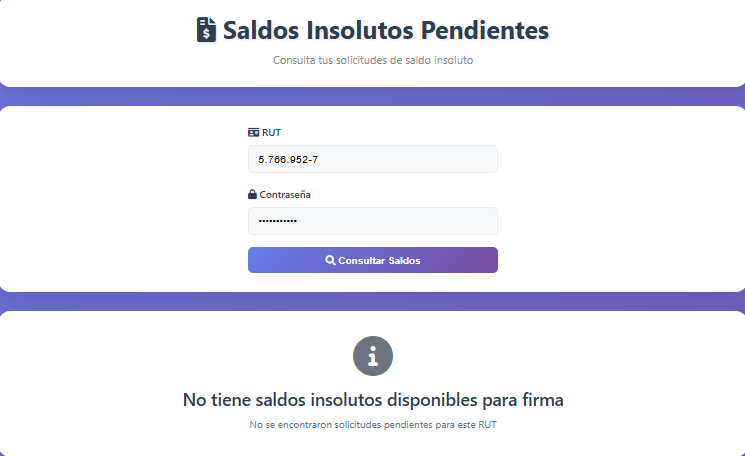 Saldos Insolutos Pendientes
Consulta tus solicitudes de saldo insoluto
RUT
5.766.952-7
Contraseña
•••••••••••
Consultar Saldos
No tiene saldos insolutos disponibles para firma
No se encontraron solicitudes pendientes para este RUT